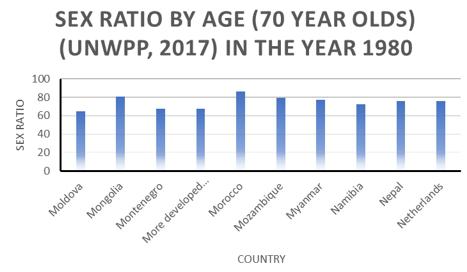 SEX RATIO BY AGE (70 YEAR OLDS)
(UNWPP, 2017) IN THE YEAR 1980
SEX RATIO
100
80
60
40
20
0
Moldova
Mongolia
Montenegro
More developed...
Morocco
Mozambique
Myanmar
Namibia
Nepal
Netherlands
COUNTRY